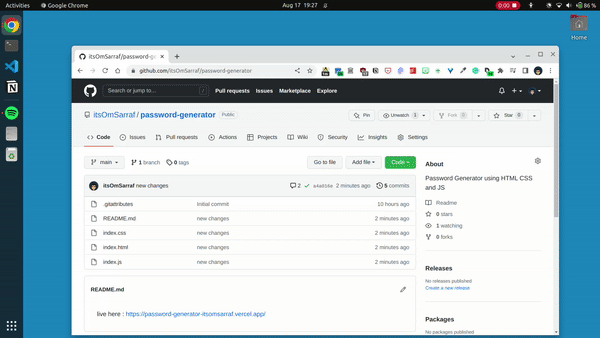 Activities Google Chrome Aug 17 19:27 0:00 86 %
Home
itsOmSarraf/password-g
github.com/itsOmSarraf/password-generator
Search or jump to... / Pull requests Issues Marketplace Explore
itsOmSarraf / password-generator Public Pin Unwatch 1 Fork 0 Star 0
Code Issues Pull requests Actions Projects Wiki Security Insights Settings
main 1 branch 0 tags Go to file Add file Code
About
Password Generator using HTML CSS
and JS
itsOmSarraf new changes 2 2 minutes ago 5 commits
.gitattributes Initial commit 10 hours ago
README.md new changes 2 minutes ago
index.css new changes 2 minutes ago
index.html new changes 2 minutes ago
index.js new changes 2 minutes ago
Readme
0 stars
1 watching
0 forks
Releases
No releases published
Create a new release
README.md
live here : https://password-generator-itsomsarraf.vercel.app/
Packages
No packages published